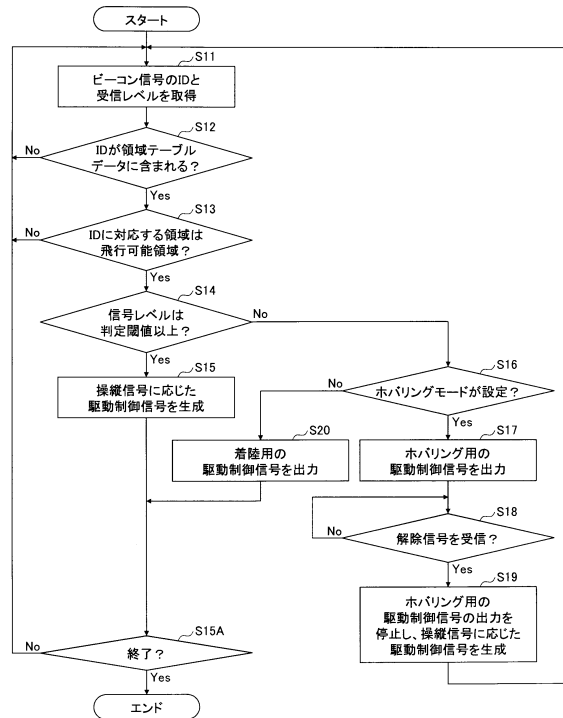 スタート
S11
ビーコン信号のIDと
受信レベルを取得
S12
No
IDが領域テーブル
データに含まれる？
Yes
S13
No
IDに対応する領域は
飛行可能領域？
Yes
S14
信号レベルは
判定閾値以上？
No
Yes
S15
操縦信号に応じた
駆動制御信号を生成
S16
No
ホバリングモードが設定？
Yes
S20
着陸用の
駆動制御信号を出力
S17
ホバリング用の
駆動制御信号を出力
S18
No
解除信号を受信？
Yes
S19
ホバリング用の
駆動制御信号の出力を
停止し、操縦信号に応じた
駆動制御信号を生成
S15A
No
終了？
Yes
エンド